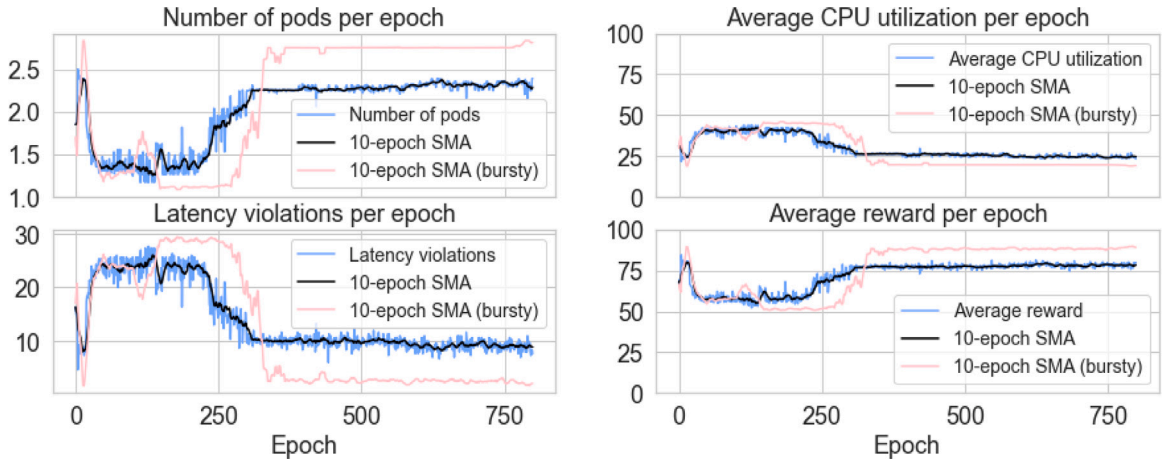 Number of pods per epoch
2.5
2.0
1.5
1.0
Number of pods
10-epoch SMA
10-epoch SMA (bursty)
Average CPU utilization per epoch
100
75
50
25
0
Average CPU utilization
10-epoch SMA
10-epoch SMA (bursty)
Latency violations per epoch
30
20
10
Latency violations
10-epoch SMA
10-epoch SMA (bursty)
0
250
500
750
Epoch
Average reward per epoch
100
75
50
25
0
Average reward
10-epoch SMA
10-epoch SMA (bursty)
0
250
500
750
Epoch